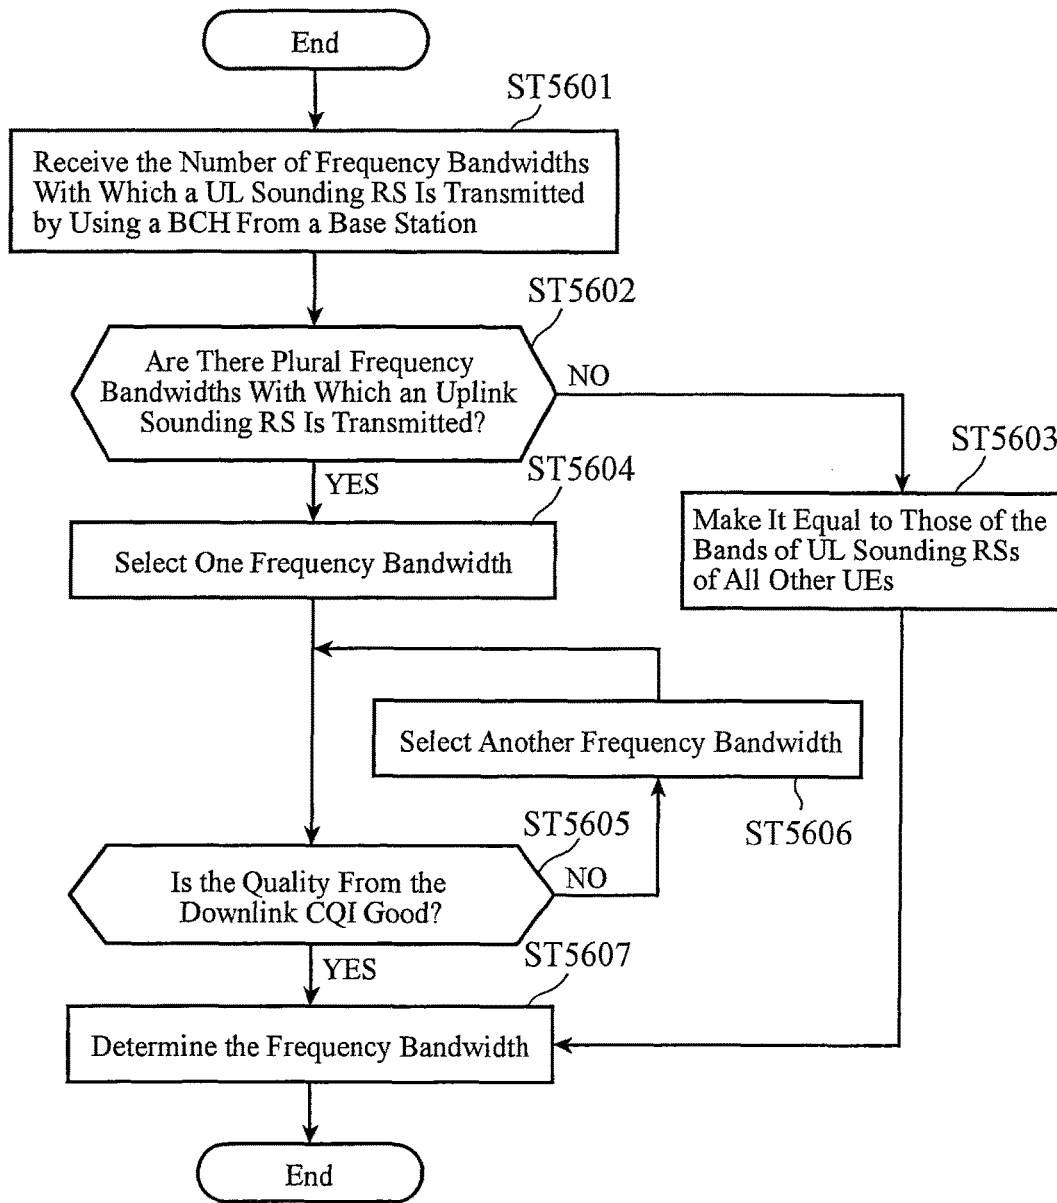 End
ST5601
Receive the Number of Frequency Bandwidths
With Which a UL Sounding RS Is Transmitted
by Using a BCH From a Base Station
ST5602
Are There Plural Frequency
Bandwidths With Which an Uplink
Sounding RS Is Transmitted?
NO
YES
ST5603
Make It Equal to Those of the
Bands of UL Sounding RSs
of All Other UEs
ST5604
Select One Frequency Bandwidth
Select Another Frequency Bandwidth
ST5606
ST5605
Is the Quality From the
Downlink CQI Good?
NO
YES
ST5607
Determine the Frequency Bandwidth
End